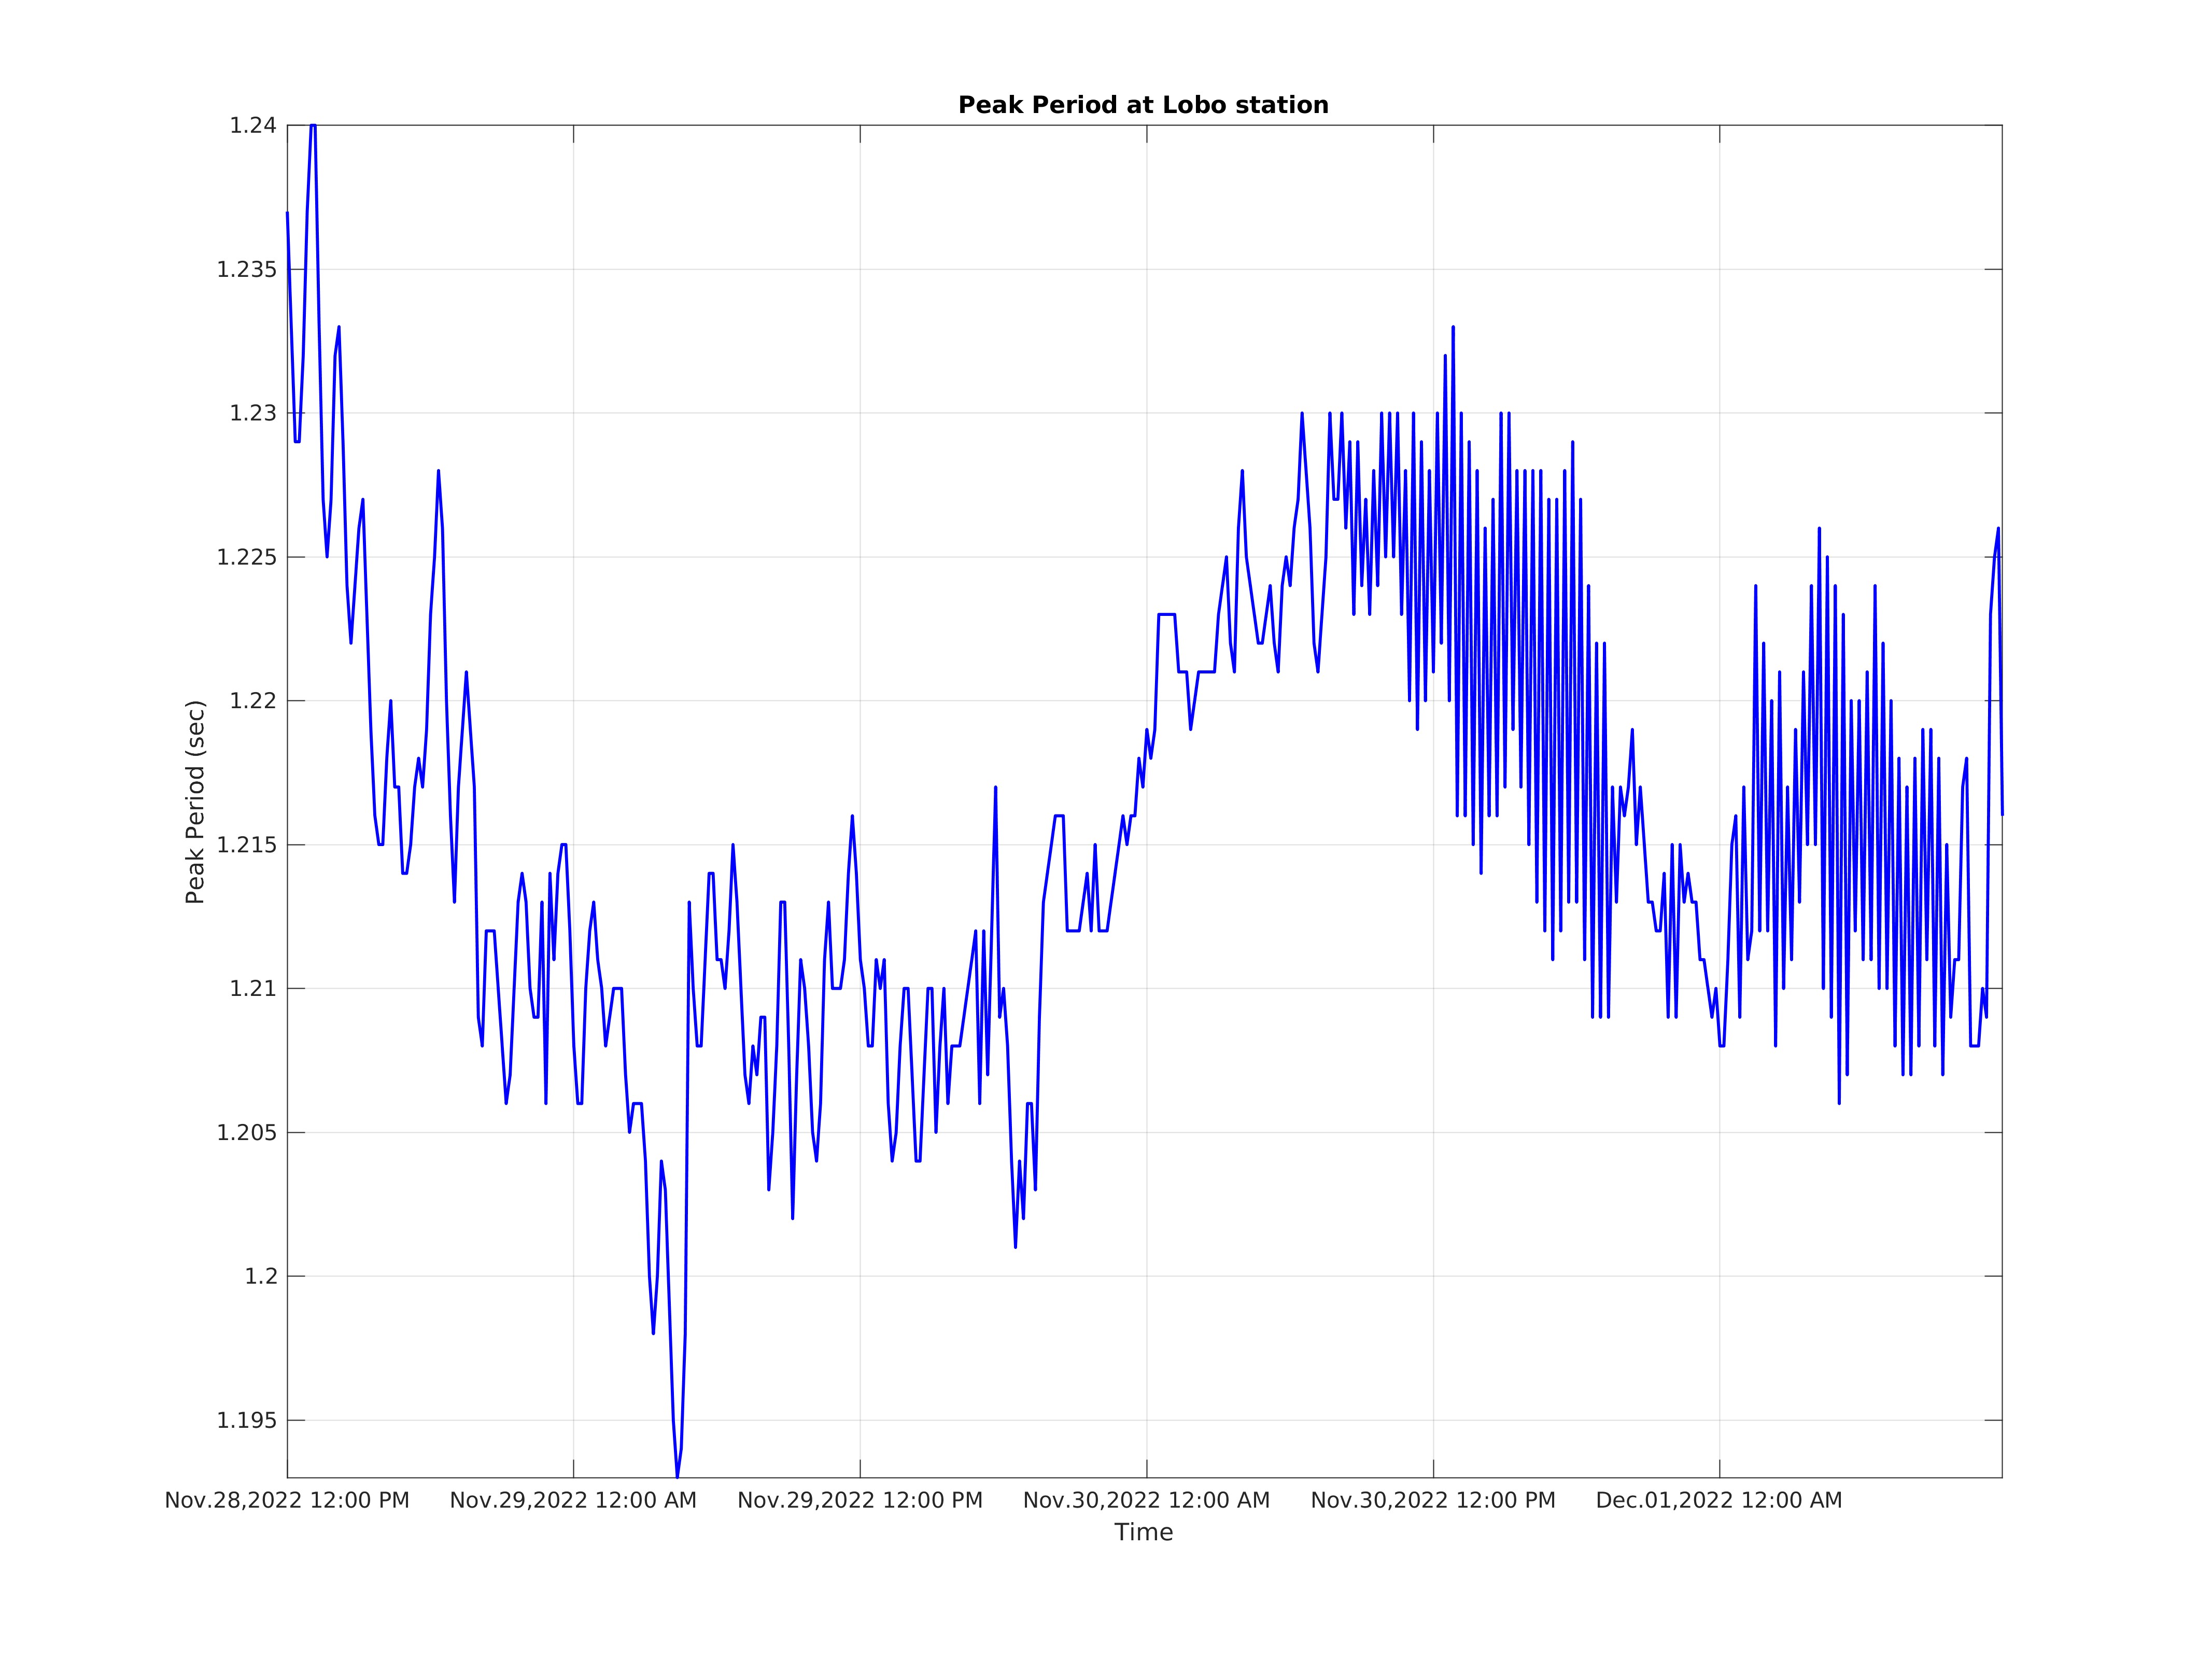 Peak Period at Lobo station
1.24
1.235
1.23
1.225
1.22
1.215
1.21
1.205
1.2
1.195
Peak Period (sec)
Nov.28,2022 12:00 PM Nov.29,2022 12:00 AM Nov.29,2022 12:00 PM Nov.30,2022 12:00 AM Nov.30,2022 12:00 PM Dec.01,2022 12:00 AM
Time